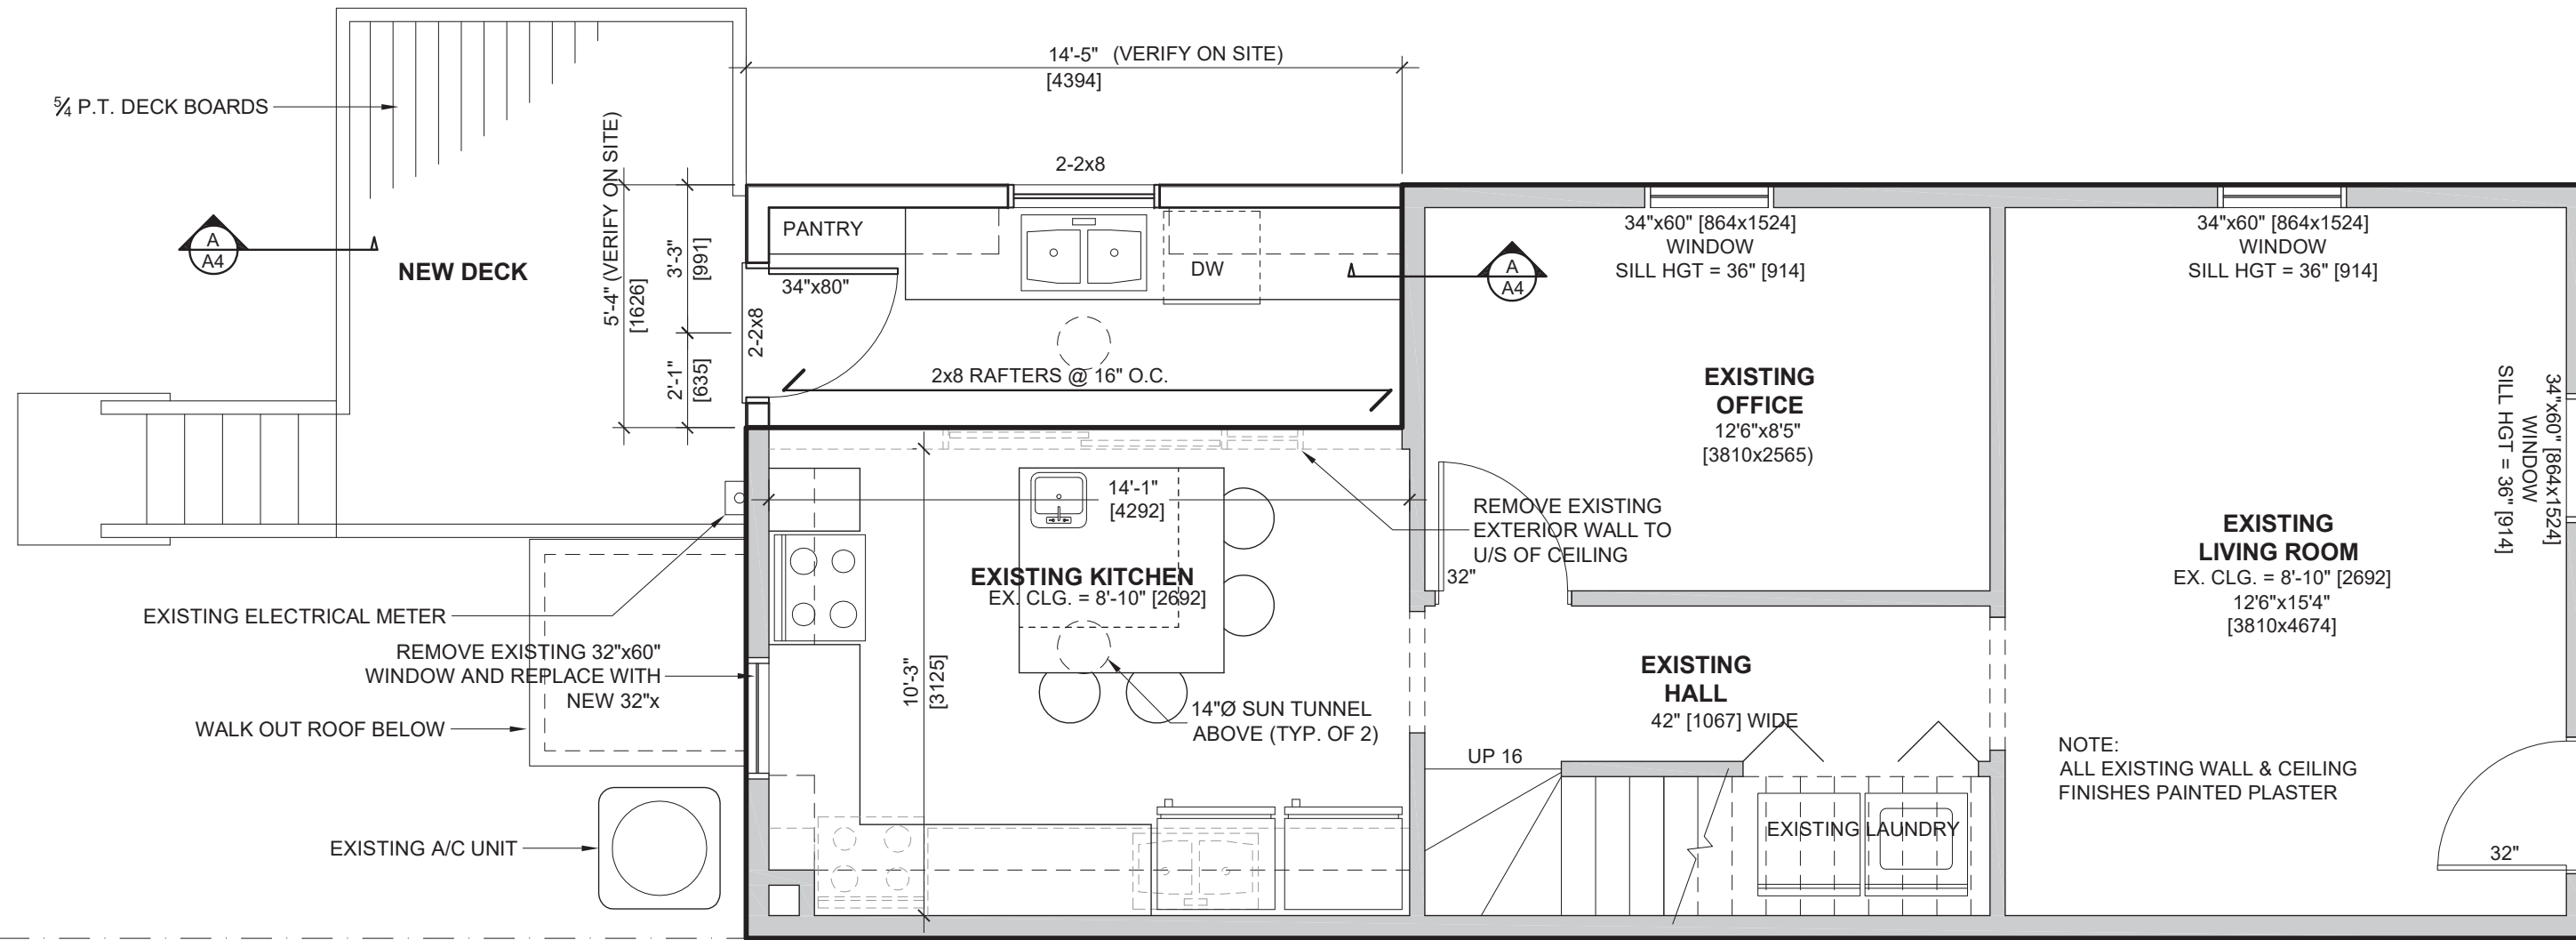 14'-5" (VERIFY ON SITE)
[4394]
5⁄4 P.T. DECK BOARDS
5'-4" (VERIFY ON SITE)
[1626]
3'-3"
[991]
2'-1"
[635]
2-2x8
A
A4
NEW DECK
PANTRY
34"x80"
2-2x8
DW
A
A4
2x8 RAFTERS @ 16" O.C.
34"x60" [864x1524]
WINDOW
SILL HGT = 36" [914]
34"x60" [864x1524]
WINDOW
SILL HGT = 36" [914]
EXISTING
OFFICE
12'6"x8'5"
[3810x2565)
34"x60" [864x1524]
WINDOW
SILL HGT = 36" [914]
14'-1"
[4292]
REMOVE EXISTING
EXTERIOR WALL TO
U/S OF CEILING
32"
EXISTING KITCHEN
EX. CLG. = 8'-10" [2692]
EXISTING
LIVING ROOM
EX. CLG. = 8'-10" [2692]
12'6"x15'4"
[3810x4674]
EXISTING ELECTRICAL METER
REMOVE EXISTING 32"x60"
WINDOW AND REPLACE WITH
NEW 32"x
WALK OUT ROOF BELOW
10'-3"
[3125]
14"Ø SUN TUNNEL
ABOVE (TYP. OF 2)
EXISTING
HALL
42" [1067] WIDE
UP 16
NOTE:
ALL EXISTING WALL & CEILING
FINISHES PAINTED PLASTER
EXISTING A/C UNIT
EXISTING LAUNDRY
32"